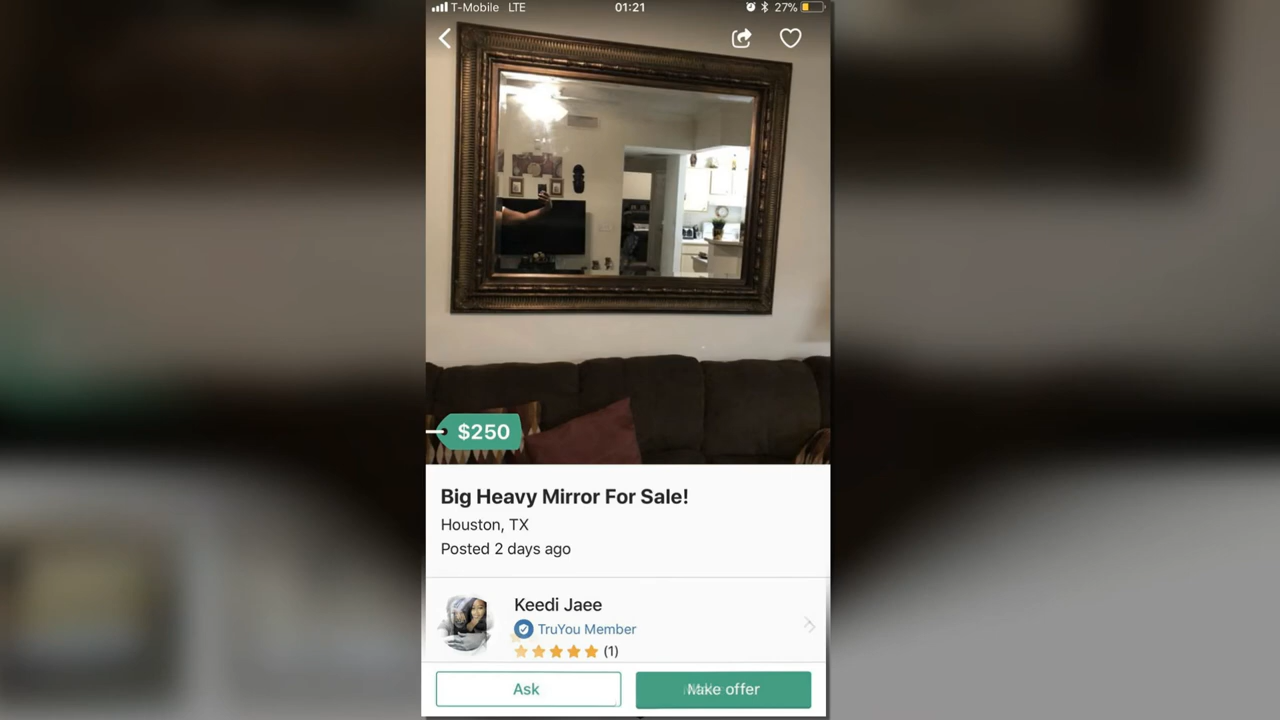 T-Mobile LTE 01:21 27%
$250
Big Heavy Mirror For Sale!
Houston, TX
Posted 2 days ago
Keedi Jaee
TruYou Member
(1)
Ask
Make offer